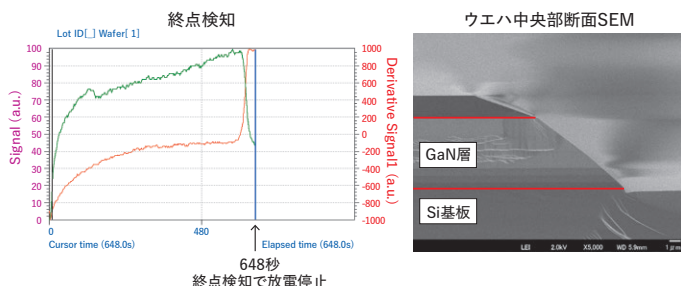 終点検知
Lot ID[_] Wafer[ 1]
Signal (a.u.)
100
90
80
70
60
50
40
30
20
10
0
1000
800
600
400
200
0
-200
-400
-600
-800
-1000
Derivative Signal1 (a.u.)
0
480
Cursor time (648.0s)
Elapsed time (648.0s)
648秒
終点検知で放電停止
ウエハ中央部断面SEM
GaN層
Si基板
LEI 2.0kV X5,000 WD 5.9mm 1μm